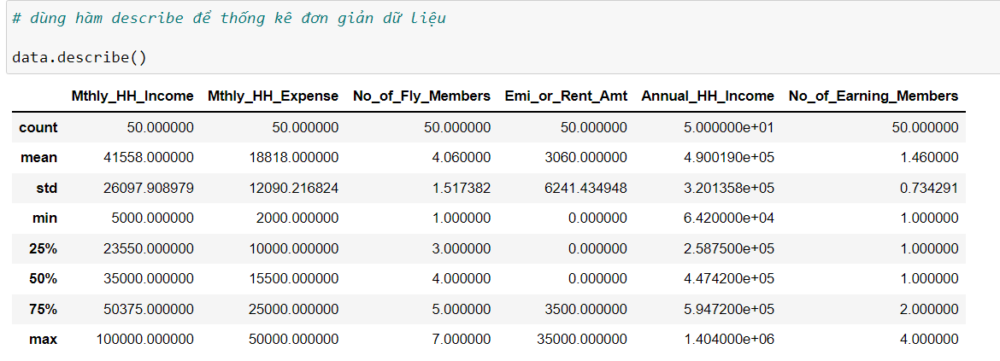 # dùng hàm describe để thống kê đơn giản dữ liệu
data.describe()
Mthly_HH_Income Mthly_HH_Expense No_of_Fly_Members Emi_or_Rent_Amt Annual_HH_Income No_of_Earning_Members
count 50.000000 50.000000 50.000000 50.000000 5.000000e+01 50.000000
mean 41558.000000 18818.000000 4.060000 3060.000000 4.900190e+05 1.460000
std 26097.908979 12090.216824 1.517382 6241.434948 3.201358e+05 0.734291
min 5000.000000 2000.000000 1.000000 0.000000 6.420000e+04 1.000000
25% 23550.000000 10000.000000 3.000000 0.000000 2.587500e+05 1.000000
50% 35000.000000 15500.000000 4.000000 0.000000 4.474200e+05 1.000000
75% 50375.000000 25000.000000 5.000000 3500.000000 5.947200e+05 2.000000
max 100000.000000 50000.000000 7.000000 35000.000000 1.404000e+06 4.000000